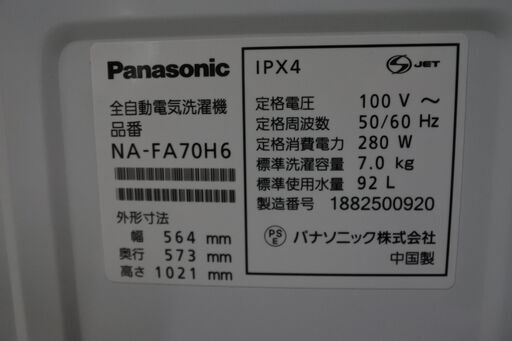 Panasonic
全自動電気洗濯機
品番
NA-FA70H6
外形寸法
幅 564 mm
奥行 573 mm
高さ 1021 mm
IPX4
S JET
定格電圧 100 V ～
定格周波数 50/60 Hz
定格消費電力 280 W
標準洗濯容量 7.0 kg
標準使用水量 92 L
製造番号 1882500920
PS E パナソニック株式会社
中国製